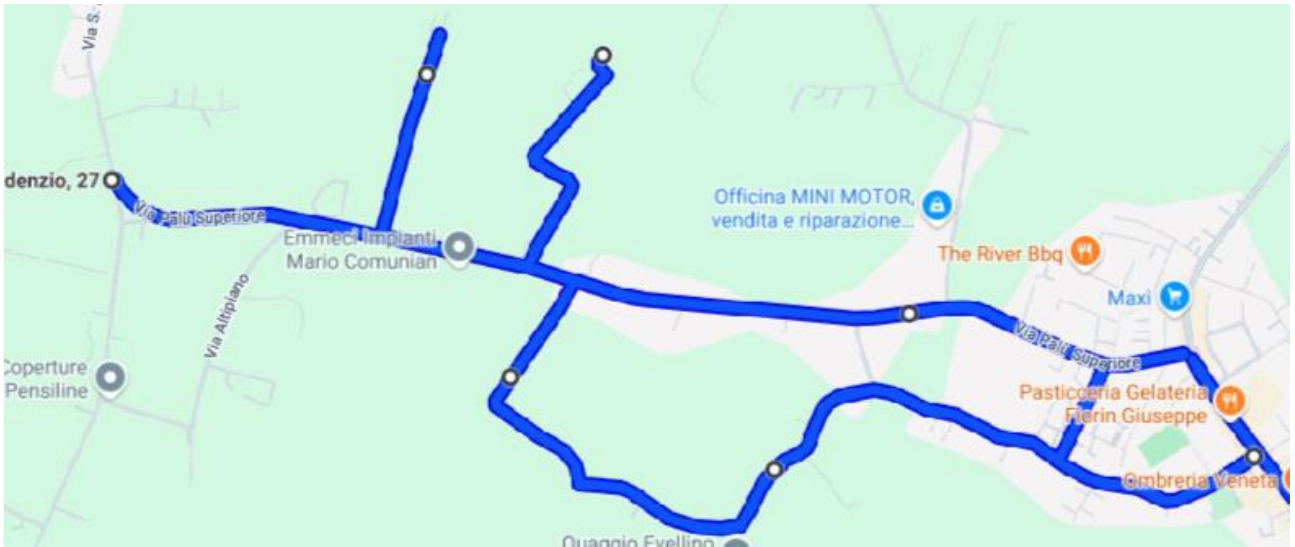 Via S.
denzio, 27
Via Palù Superiore
Officina MINI MOTOR,
vendita e riparazione...
Emmeci Impianti
Mario Comunian
The River Bbq
Maxi
Via Altipiano
Via Palù Superiore
Coperture
Pensiline
Pasticceria Gelateria
Fiorin Giuseppe
Ombreria Veneta
Quaggio Evellino